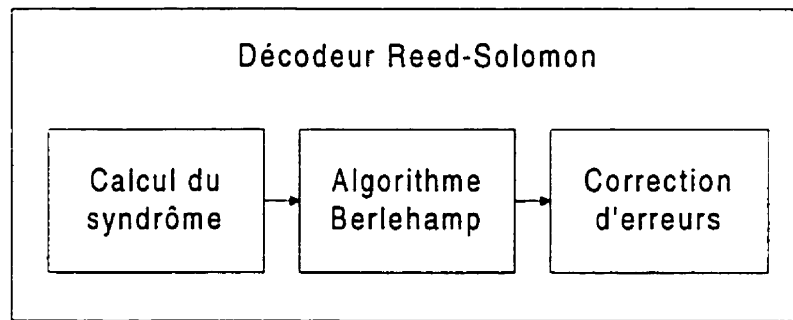 Décodeur Reed-Solomon
Calcul du
syndrôme
Algorithme
Berlehamp
Correction
d'erreurs